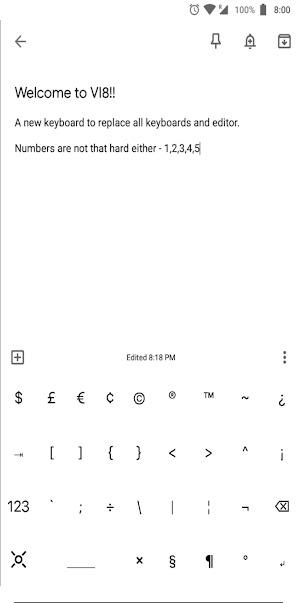 100% 8:00
Welcome to VI8!!
A new keyboard to replace all keyboards and editor.
Numbers are not that hard either - 1,2,3,4,5
Edited 8:18 PM
$ £ € ¢ © ® ™ ~ ¿
⇥ [ ] { } < > ^ ¡
123 ` ; ÷ \ | ¦ ¬
× § ¶ °